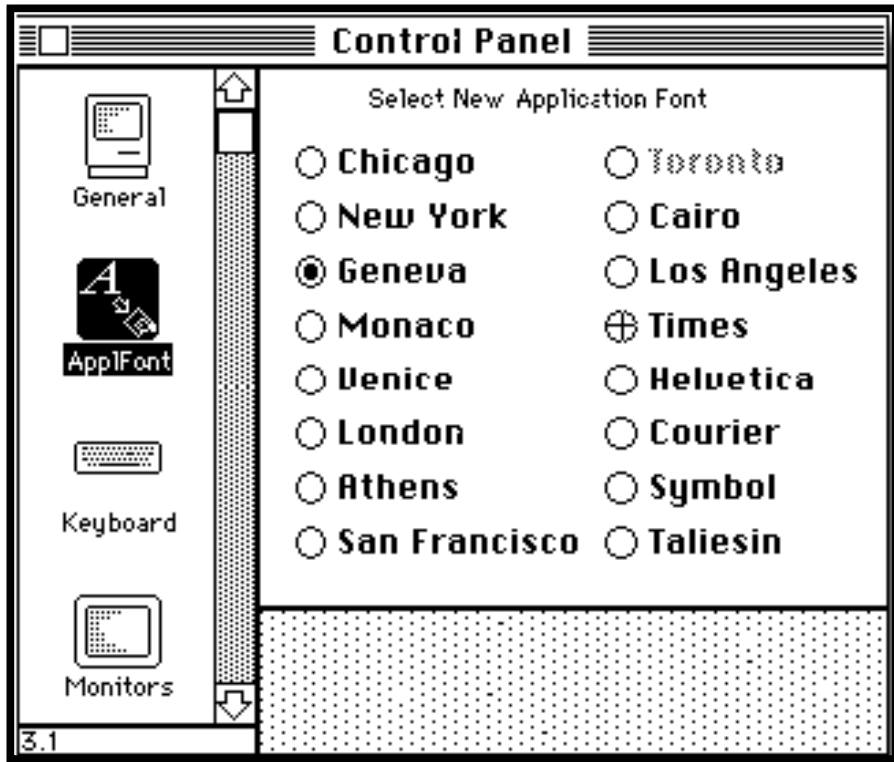 Control Panel
General
ApplFont
Keyboard
Monitors
3.1
Select New Application Font
Chicago
New York
Geneva
Monaco
Venice
London
Athens
San Francisco
Toronto
Cairo
Los Angeles
Times
Helvetica
Courier
Symbol
Taliesin